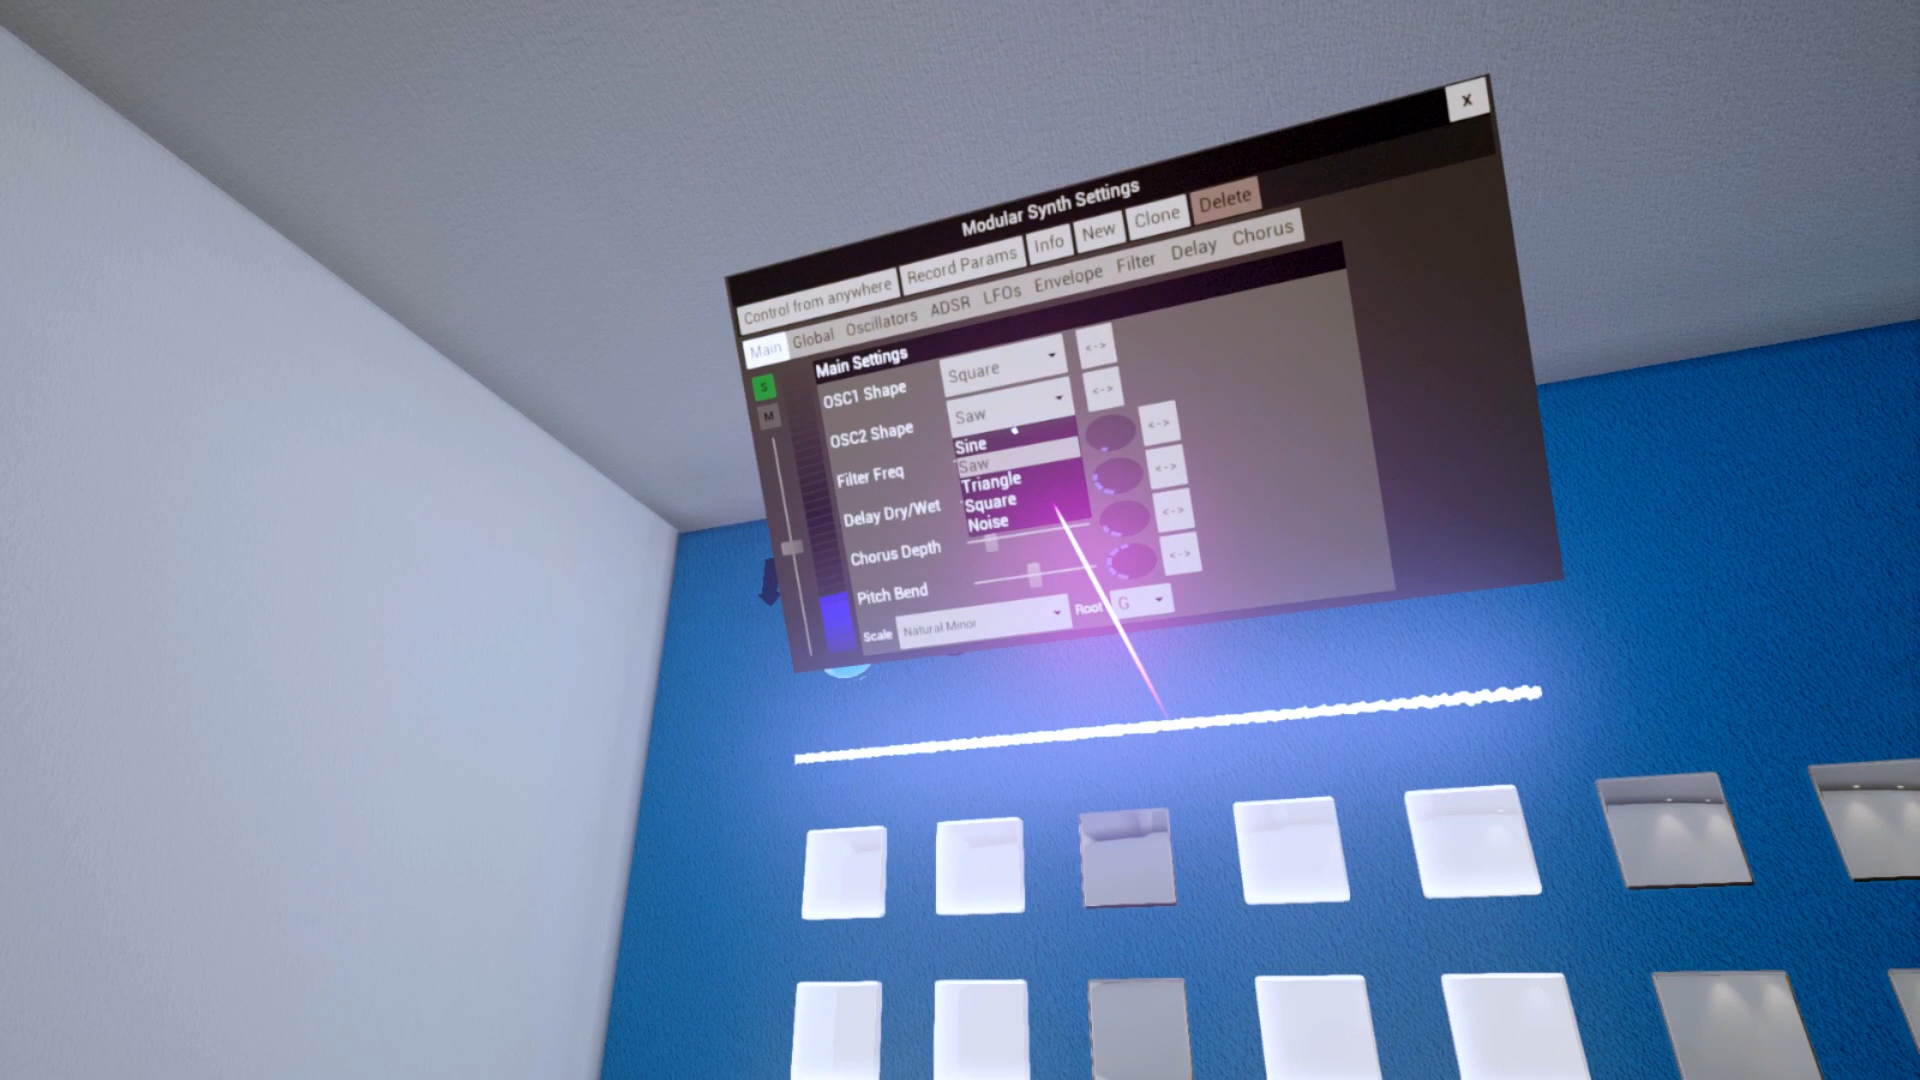 X
Modular Synth Settings
Control from anywhere Record Params Info New Clone Delete
Main Global Oscillators ADSR LFOs Envelope Filter Delay Chorus
Main Settings
S
M
OSC1 Shape Square <->
OSC2 Shape Saw <->
Sine
Saw
Triangle
Square
Noise
Filter Freq <->
Delay Dry/Wet <->
Chorus Depth <->
Pitch Bend <->
Scale Natural Minor Root G